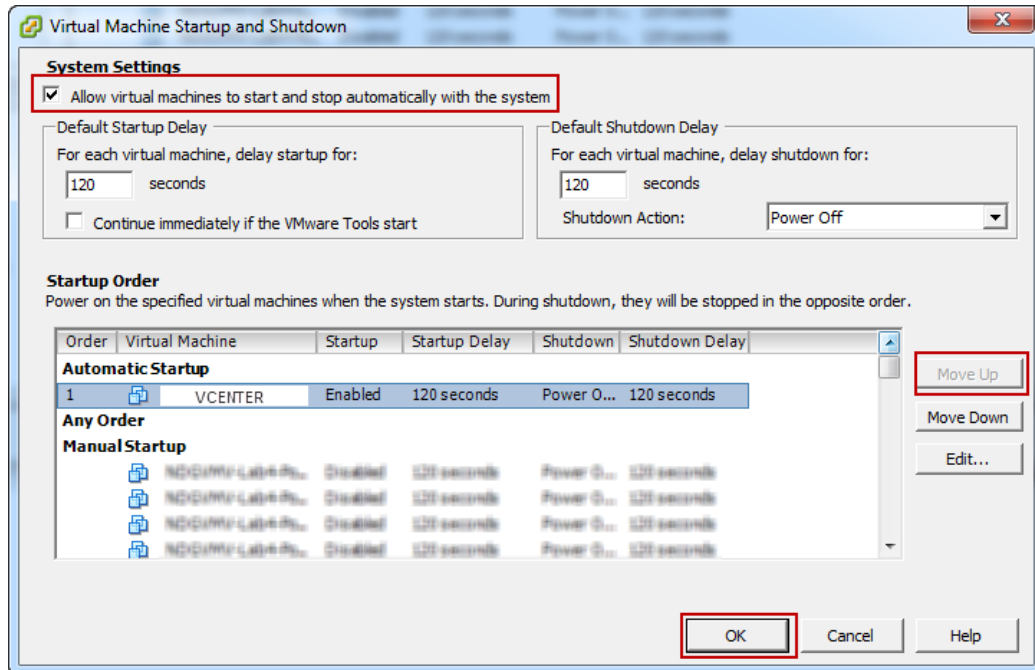 Virtual Machine Startup and Shutdown
System Settings
Allow virtual machines to start and stop automatically with the system
Default Startup Delay
For each virtual machine, delay startup for:
120 seconds
Continue immediately if the VMware Tools start
Default Shutdown Delay
For each virtual machine, delay shutdown for:
120 seconds
Shutdown Action: Power Off
Startup Order
Power on the specified virtual machines when the system starts. During shutdown, they will be stopped in the opposite order.
Order Virtual Machine Startup Startup Delay Shutdown Shutdown Delay
Automatic Startup
1 VCENTER Enabled 120 seconds Power O... 120 seconds
Any Order
Manual Startup
Move Up
Move Down
Edit...
OK Cancel Help